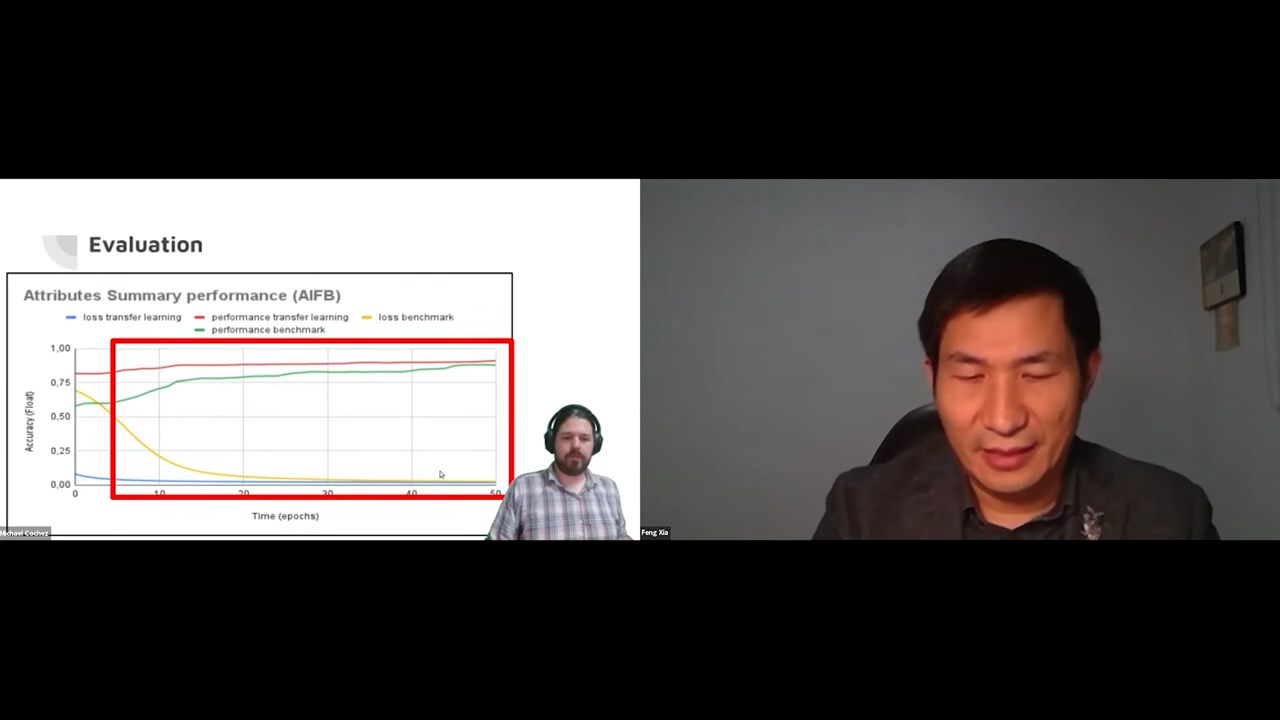 Evaluation
Attributes Summary performance (AIFB)
loss transfer learning performance transfer learning loss benchmark
performance benchmark
1,00
0,75
Accuracy (Float)
0,50
0,25
0,00
0 10 20 30 40 50
Time (epochs)
Michael Cochez
Feng Xia